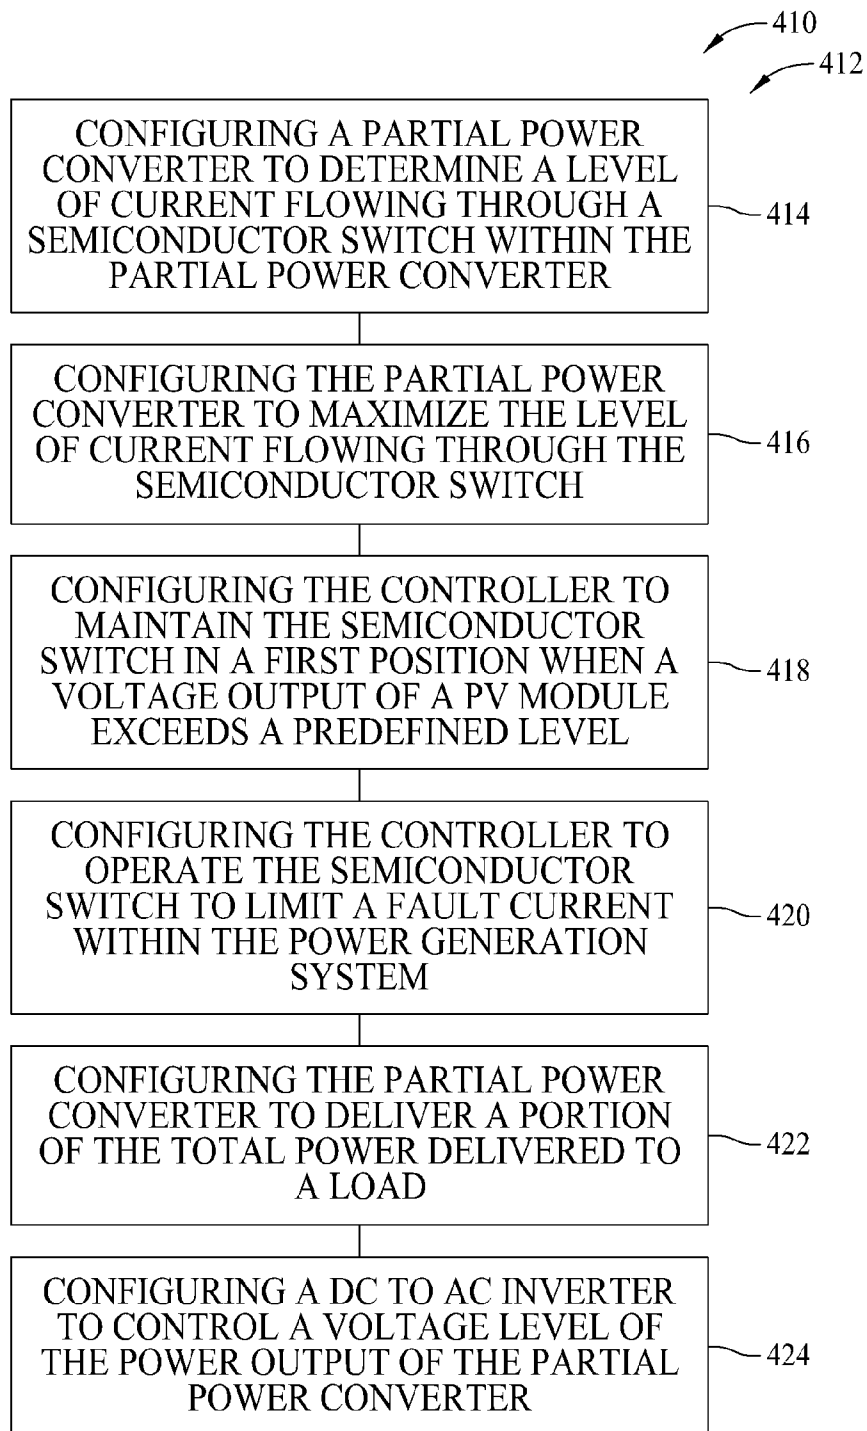 410
412
CONFIGURING A PARTIAL POWER
CONVERTER TO DETERMINE A LEVEL
OF CURRENT FLOWING THROUGH A
SEMICONDUCTOR SWITCH WITHIN THE
PARTIAL POWER CONVERTER
414
CONFIGURING THE PARTIAL POWER
CONVERTER TO MAXIMIZE THE LEVEL
OF CURRENT FLOWING THROUGH THE
SEMICONDUCTOR SWITCH
416
CONFIGURING THE CONTROLLER TO
MAINTAIN THE SEMICONDUCTOR
SWITCH IN A FIRST POSITION WHEN A
VOLTAGE OUTPUT OF A PV MODULE
EXCEEDS A PREDEFINED LEVEL
418
CONFIGURING THE CONTROLLER TO
OPERATE THE SEMICONDUCTOR
SWITCH TO LIMIT A FAULT CURRENT
WITHIN THE POWER GENERATION
SYSTEM
420
CONFIGURING THE PARTIAL POWER
CONVERTER TO DELIVER A PORTION
OF THE TOTAL POWER DELIVERED TO
A LOAD
422
CONFIGURING A DC TO AC INVERTER
TO CONTROL A VOLTAGE LEVEL OF
THE POWER OUTPUT OF THE PARTIAL
POWER CONVERTER
424